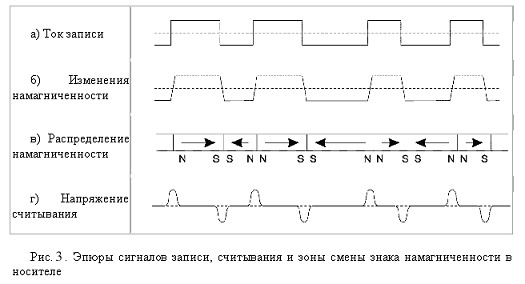 а) Ток записи
б) Изменения
намагниченности
в) Распределение
намагниченности
N S S N N S S N N S S N N S
г) Напряжение
считывания
Рис. 3. Эпюры сигналов записи, считывания и зоны смены знака намагниченности в
носителе